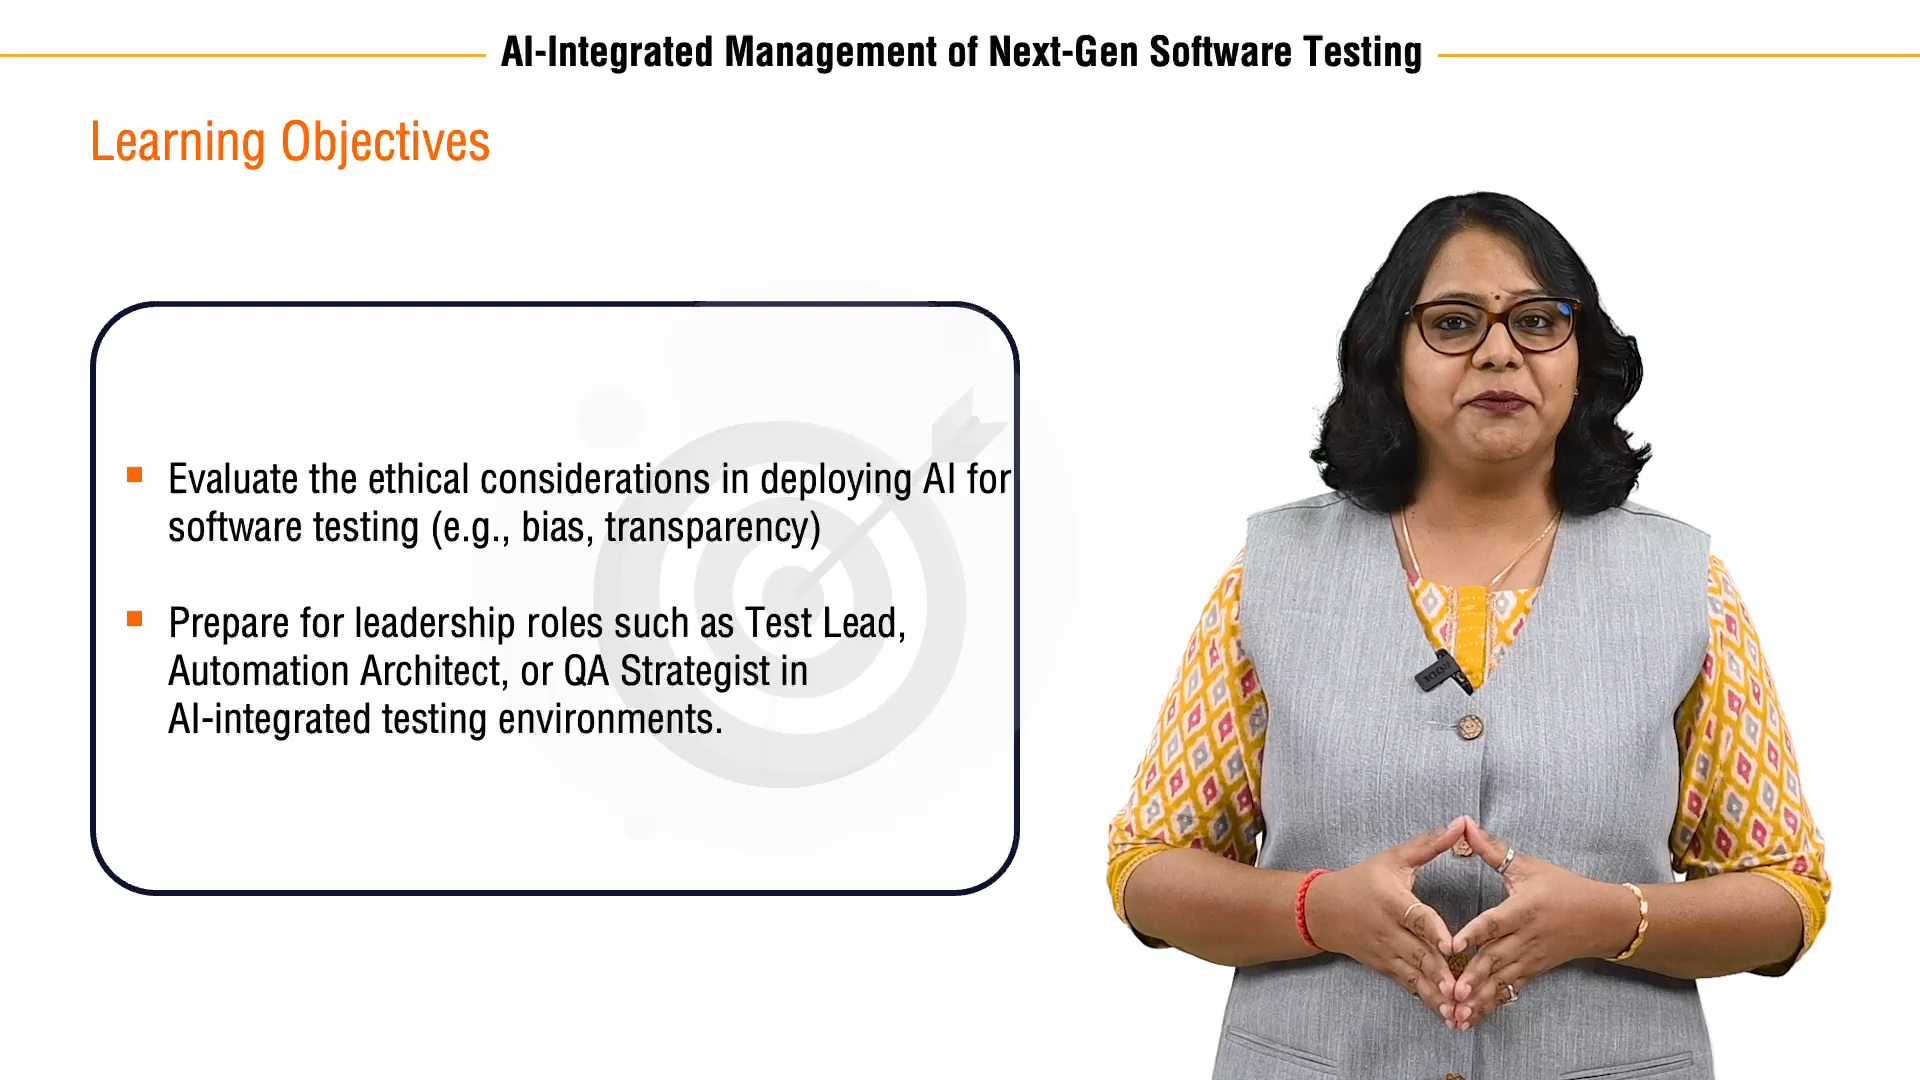 AI-Integrated Management of Next-Gen Software Testing
Learning Objectives
Evaluate the ethical considerations in deploying AI for
software testing (e.g., bias, transparency)
Prepare for leadership roles such as Test Lead,
Automation Architect, or QA Strategist in
AI-integrated testing environments.